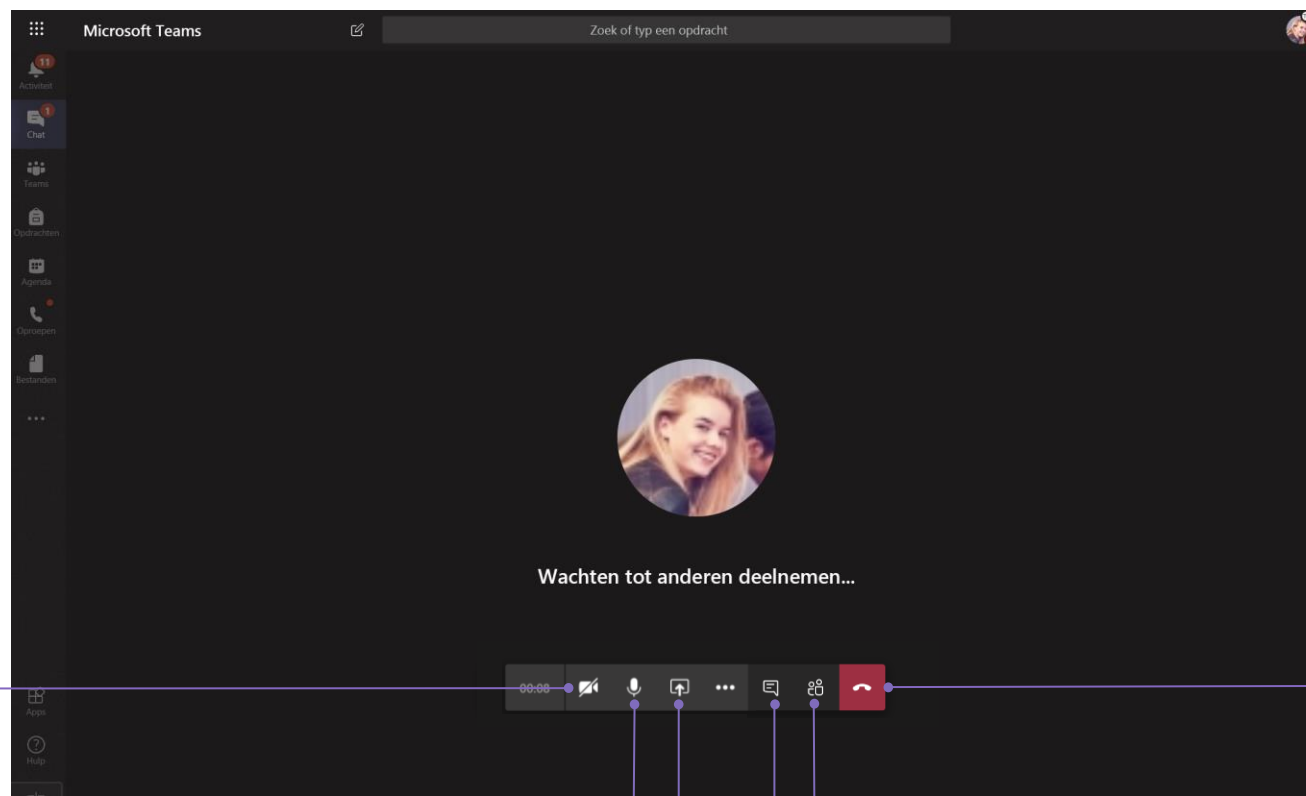 Microsoft Teams
Zoek of typ een opdracht
11
Activiteit
1
Chat
Teams
Opdrachten
Agenda
Oproepen
Bestanden
Wachten tot anderen deelnemen...
00:08
Apps
Hulp